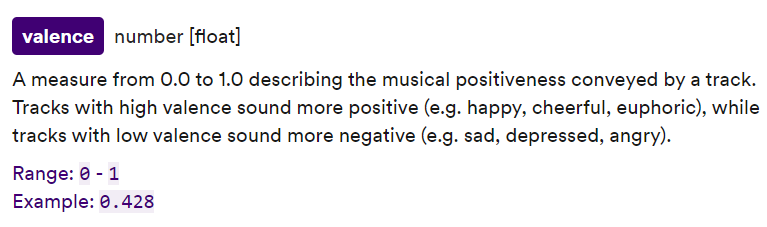 valence number [float]
A measure from 0.0 to 1.0 describing the musical positiveness conveyed by a track.
Tracks with high valence sound more positive (e.g. happy, cheerful, euphoric), while
tracks with low valence sound more negative (e.g. sad, depressed, angry).
Range: 0 - 1
Example: 0.428